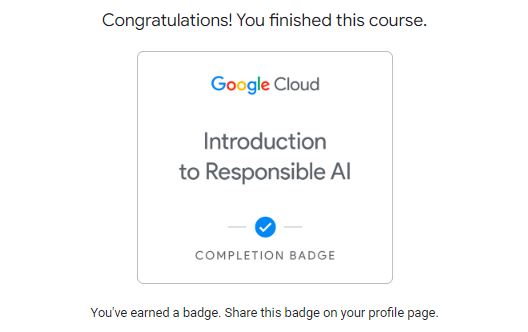 Congratulations! You finished this course.
Google Cloud
Introduction
to Responsible AI
COMPLETION BADGE
You've earned a badge. Share this badge on your profile page.